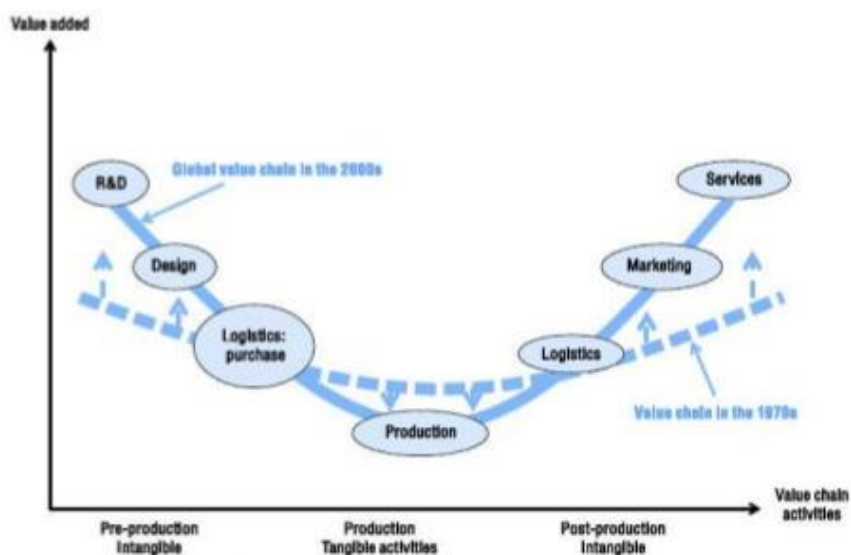 Value added
R&D
Global value chain in the 2000s
Services
Design
Marketing
Logistics:
purchase
Logistics
Value chain in the 1970s
Production
Value chain
activities
Pre-production
Intangible
Production
Tangible activities
Post-production
Intangible